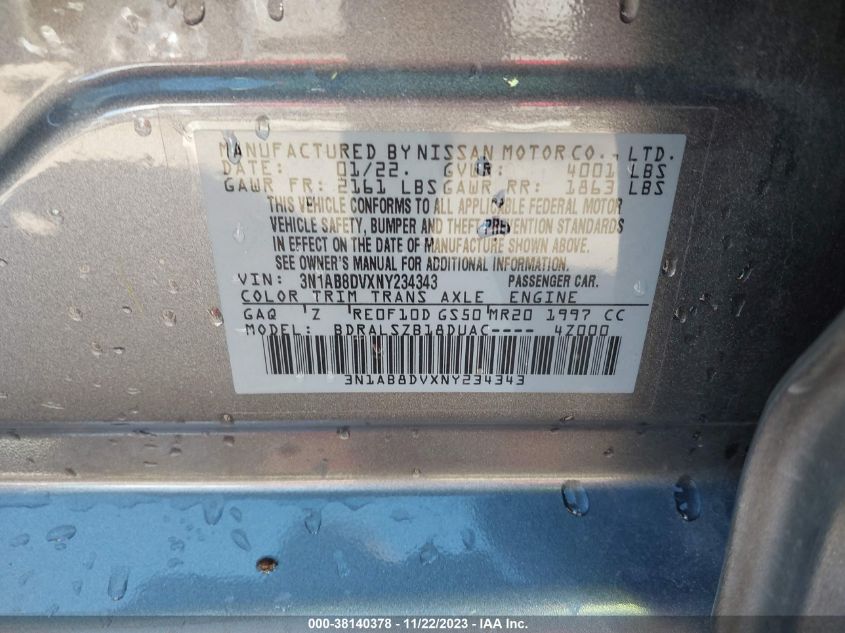 MANUFACTURED BY NISSAN MOTOR CO., LTD.
DATE: 01/22. GVWR: 4001 LBS
GAWR FR: 2161 LBS GAWR RR: 1863 LBS
THIS VEHICLE CONFORMS TO ALL APPLICABLE FEDERAL MOTOR
VEHICLE SAFETY, BUMPER AND THEFT PREVENTION STANDARDS
IN EFFECT ON THE DATE OF MANUFACTURE SHOWN ABOVE.
SEE OWNER'S MANUAL FOR ADDITIONAL INFORMATION.
VIN: 3N1AB8DVXNY234343 PASSENGER CAR.
COLOR TRIM TRANS AXLE ENGINE
GAQ 'Z RE0F10D GS50 MR20 1997 CC
MODEL: BDRALSZB18DUAC---- 4Z000
3N1AB8DVXNY234343
000-38140378 - 11/22/2023 - IAA Inc.